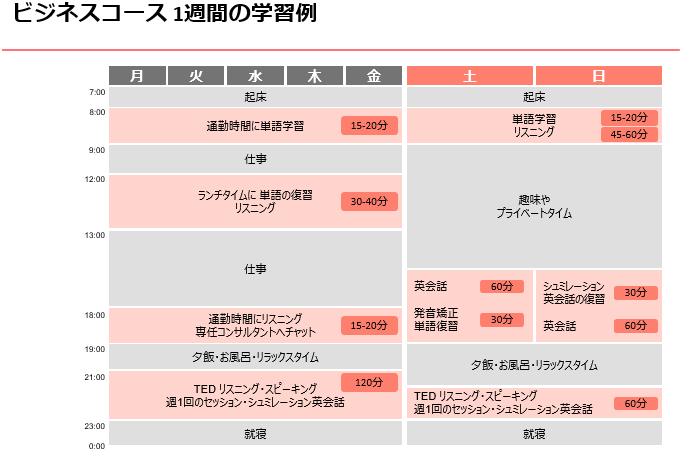 ビジネスコース 1週間の学習例
月 火 水 木 金 土 日
7:00
起床
起床
8:00
通勤時間に単語学習
15-20分
単語学習
リスニング
15-20分
45-60分
9:00
仕事
12:00
ランチタイムに 単語の復習
リスニング
30-40分
趣味や
プライベートタイム
13:00
仕事
英会話
60分
発音矯正
単語復習
30分
シュミレーション
英会話の復習
30分
英会話
60分
18:00
通勤時間にリスニング
専任コンサルタントへチャット
15-20分
19:00
夕飯・お風呂・リラックスタイム
夕飯・お風呂・リラックスタイム
21:00
TED リスニング・スピーキング
週1回のセッション・シュミレーション英会話
120分
TED リスニング・スピーキング
週1回のセッション・シュミレーション英会話
60分
23:00
就寝
就寝
0:00